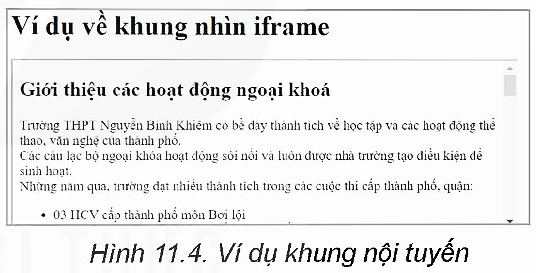 Ví dụ về khung nhìn iframe
Giới thiệu các hoạt động ngoại khoá
Trường THPT Nguyễn Bỉnh Khiêm có bề dày thành tích về học tập và các hoạt động thể
thao, văn nghệ của thành phố.
Các câu lạc bộ ngoại khóa hoạt động sôi nổi và luôn được nhà trường tạo điều kiện để
sinh hoạt.
Những năm qua, trường đạt nhiều thành tích trong các cuộc thi cấp thành phố, quận:
• 03 HCV cấp thành phố môn Bơi lội
Hình 11.4. Ví dụ khung nội tuyến